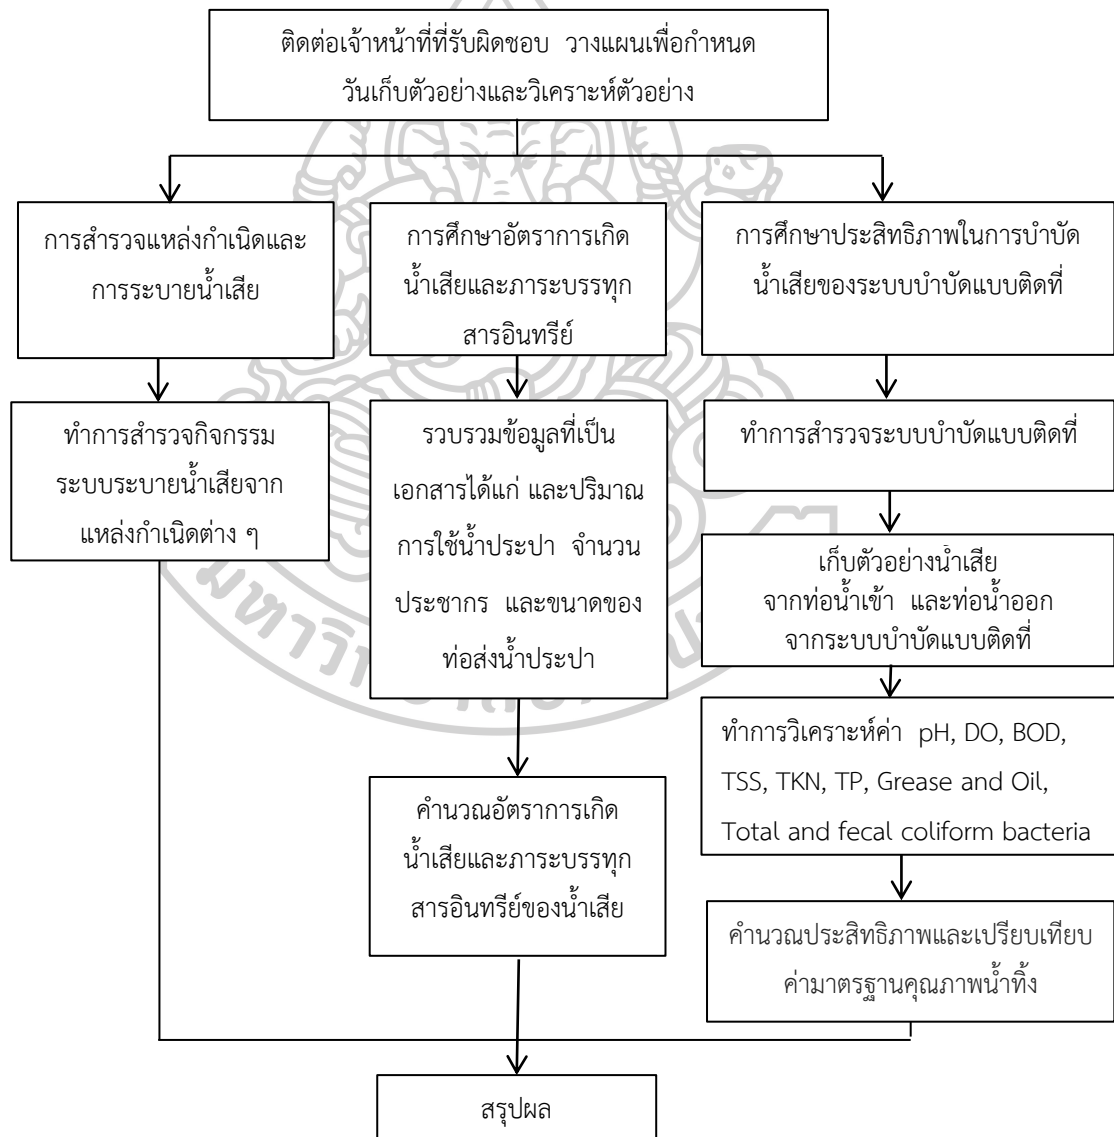 ติดต่อเจ้าหน้าที่ที่รับผิดชอบ วางแผนเพื่อกำหนด
วันเก็บตัวอย่างและวิเคราะห์ตัวอย่าง
การสำรวจแหล่งกำเนิดและ
การระบายน้ำเสีย
การศึกษาอัตราการเกิด
น้ำเสียและภาระบรรทุก
สารอินทรีย์
การศึกษาประสิทธิภาพในการบำบัด
น้ำเสียของระบบบำบัดแบบติดที่
ทำการสำรวจกิจกรรม
ระบบระบายน้ำเสียจาก
แหล่งกำเนิดต่าง ๆ
รวบรวมข้อมูลที่เป็น
เอกสารได้แก่ และปริมาณ
การใช้น้ำประปา จำนวน
ประชากร และขนาดของ
ท่อส่งน้ำประปา
ทำการสำรวจระบบบำบัดแบบติดที่
เก็บตัวอย่างน้ำเสีย
จากท่อน้ำเข้า และท่อน้ำออก
จากระบบบำบัดแบบติดที่
ทำการวิเคราะห์ค่า pH, DO, BOD,
TSS, TKN, TP, Grease and Oil,
Total and fecal coliform bacteria
คำนวณอัตราการเกิด
น้ำเสียและภาระบรรทุก
สารอินทรีย์ของน้ำเสีย
คำนวณประสิทธิภาพและเปรียบเทียบ
ค่ามาตรฐานคุณภาพน้ำทิ้ง
สรุปผล